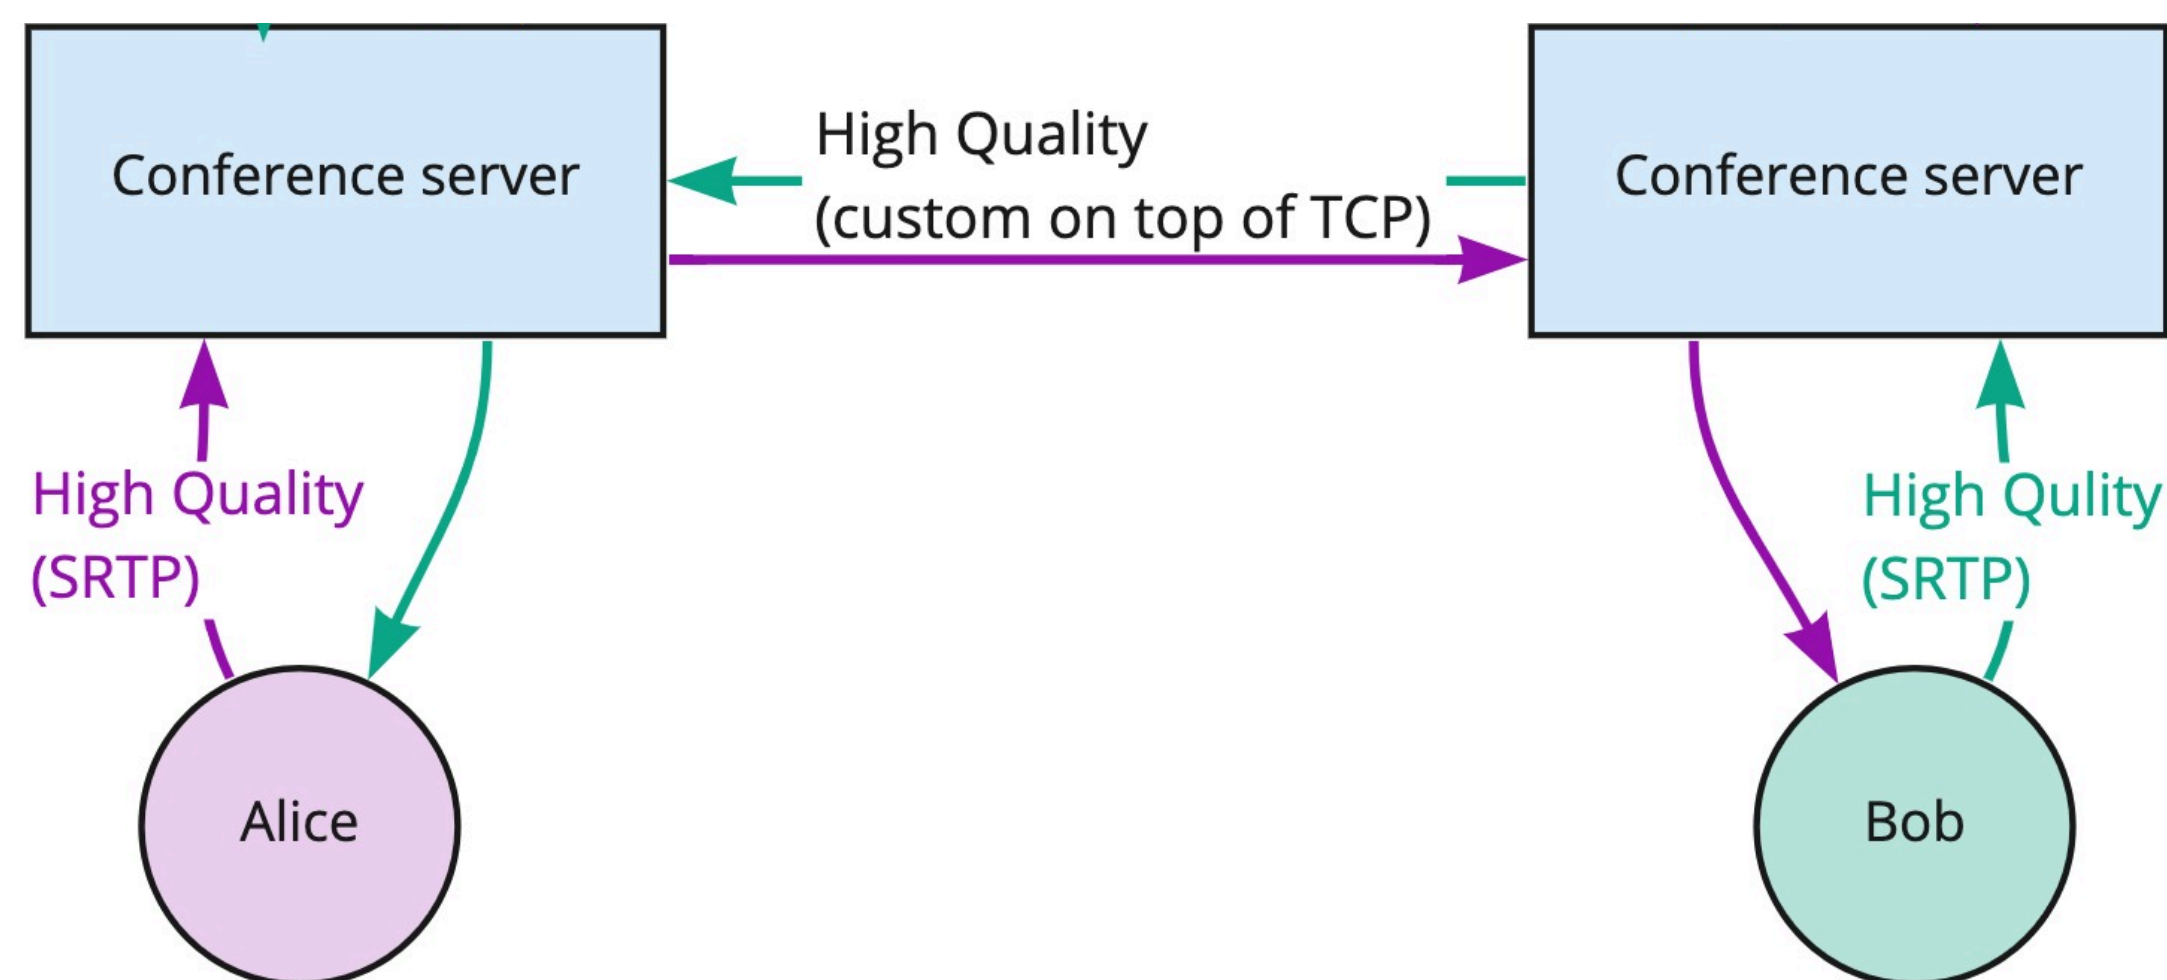 Conference server
High Quality
(custom on top of TCP)
Conference server
High Quality
(SRTP)
High Qulity
(SRTP)
Alice
Bob